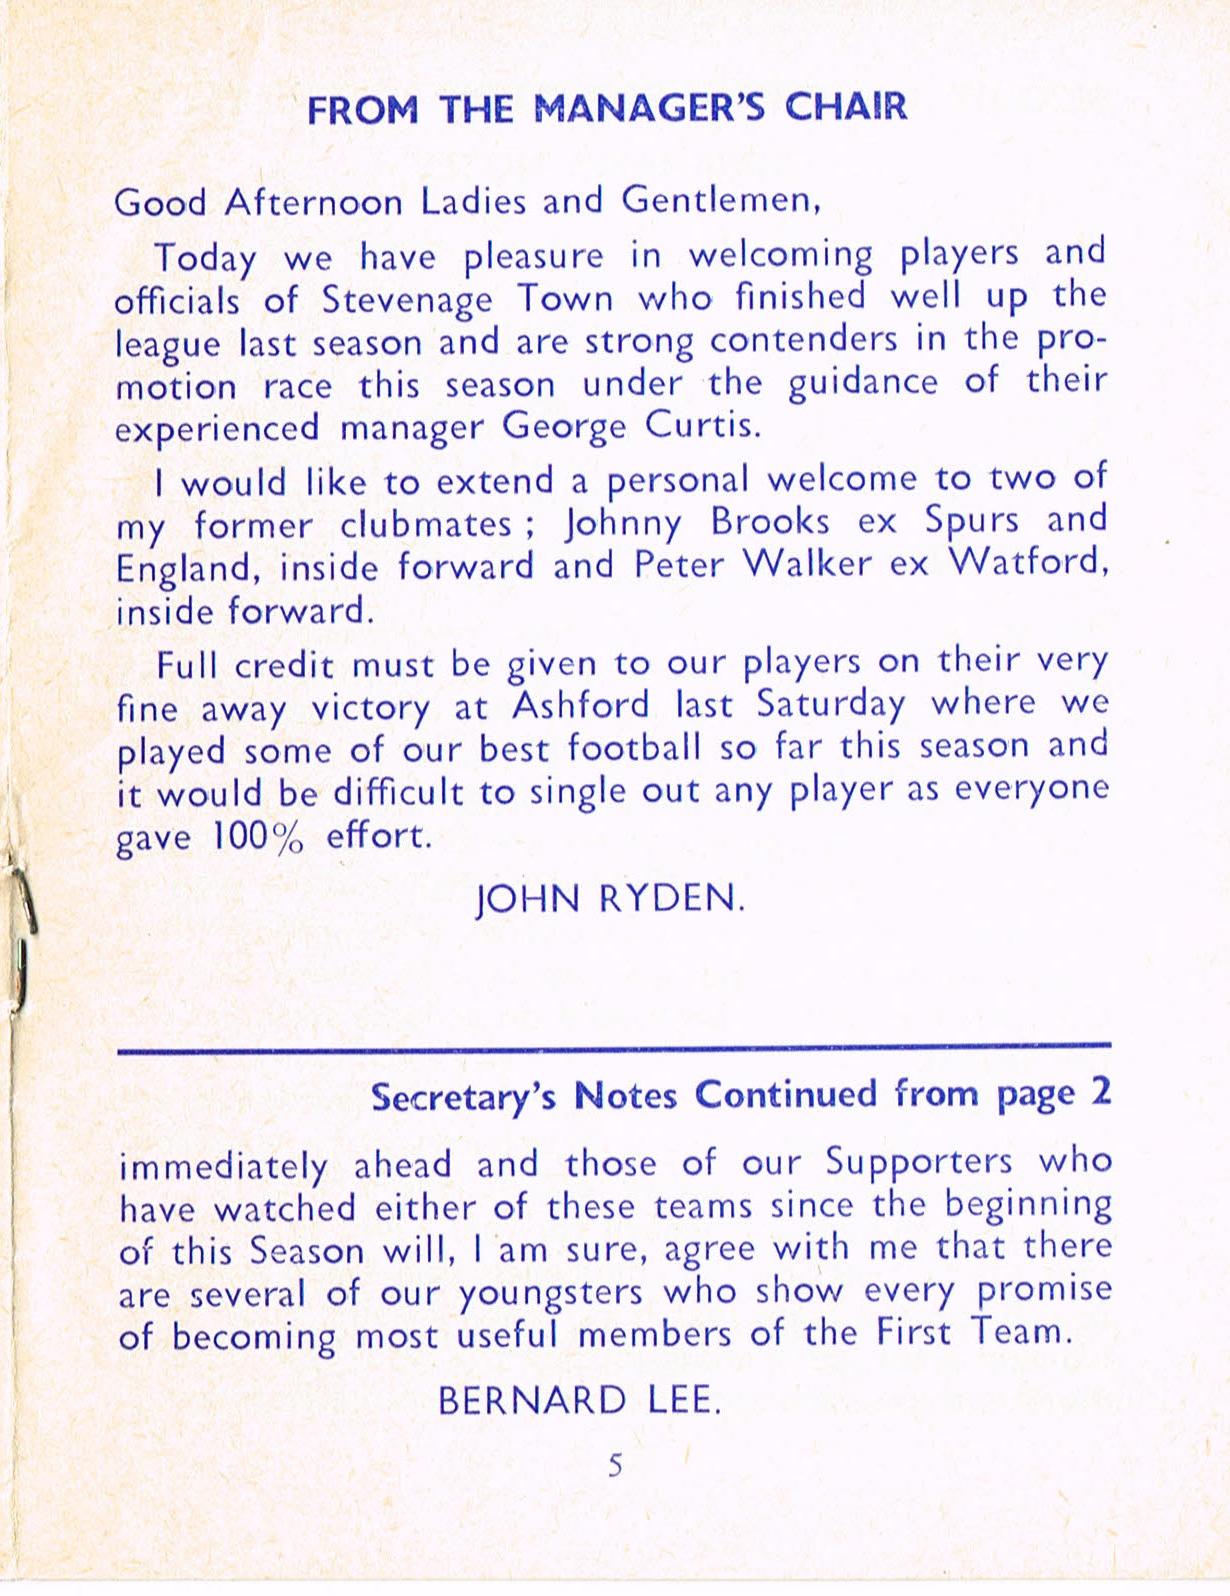 FROM THE MANAGER'S CHAIR
Good Afternoon Ladies and Gentlemen,
Today we have pleasure in welcoming players and
officials of Stevenage Town who finished well up the
league last season and are strong contenders in the pro-
motion race this season under the guidance of their
experienced manager George Curtis.
I would like to extend a personal welcome to two of
my former clubmates ; Johnny Brooks ex Spurs and
England, inside forward and Peter Walker ex Watford,
inside forward.
Full credit must be given to our players on their very
fine away victory at Ashford last Saturday where we
played some of our best football so far this season and
it would be difficult to single out any player as everyone
gave 100% effort.
JOHN RYDEN.
Secretary's Notes Continued from page 2
immediately ahead and those of our Supporters who
have watched either of these teams since the beginning
of this Season will, I am sure, agree with me that there
are several of our youngsters who show every promise
of becoming most useful members of the First Team.
BERNARD LEE.
5